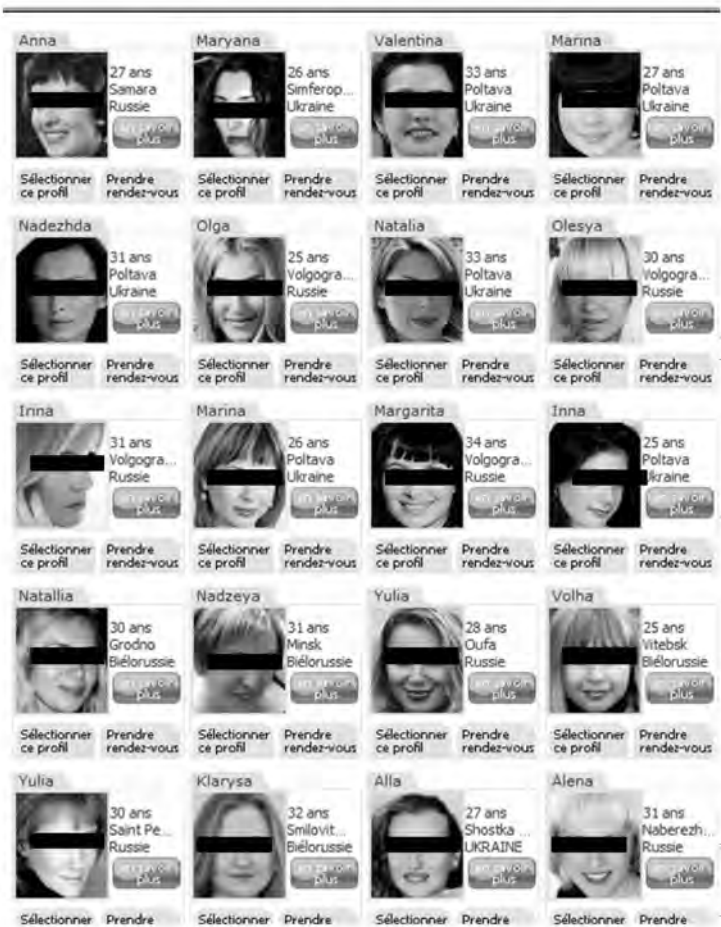 Anna
27 ans
Samara
Russie
en savoir
plus
Sélectionner
ce profil
Prendre
rendez-vous
Maryana
26 ans
Simferop...
Ukraine
en savoir
plus
Sélectionner
ce profil
Prendre
rendez-vous
Valentina
33 ans
Poltava
Ukraine
en savoir
plus
Sélectionner
ce profil
Prendre
rendez-vous
Marina
27 ans
Poltava
Ukraine
en savoir
plus
Sélectionner
ce profil
Prendre
rendez-vous
Nadezhda
31 ans
Poltava
Ukraine
en savoir
plus
Sélectionner
ce profil
Prendre
rendez-vous
Olga
25 ans
Volgogra...
Russie
en savoir
plus
Sélectionner
ce profil
Prendre
rendez-vous
Natalia
33 ans
Poltava
Ukraine
en savoir
plus
Sélectionner
ce profil
Prendre
rendez-vous
Olesya
30 ans
Volgogra...
Russie
en savoir
plus
Sélectionner
ce profil
Prendre
rendez-vous
Irina
31 ans
Volgogra...
Russie
en savoir
plus
Sélectionner
ce profil
Prendre
rendez-vous
Marina
26 ans
Poltava
Ukraine
en savoir
plus
Sélectionner
ce profil
Prendre
rendez-vous
Margarita
34 ans
Volgogra...
Russie
en savoir
plus
Sélectionner
ce profil
Prendre
rendez-vous
Inna
25 ans
Poltava
Ukraine
en savoir
plus
Sélectionner
ce profil
Prendre
rendez-vous
Natallia
30 ans
Grodno
Biélorussie
en savoir
plus
Sélectionner
ce profil
Prendre
rendez-vous
Nadzeya
31 ans
Minsk
Biélorussie
en savoir
plus
Sélectionner
ce profil
Prendre
rendez-vous
Yulia
28 ans
Oufa
Russie
en savoir
plus
Sélectionner
ce profil
Prendre
rendez-vous
Volha
25 ans
Vitebsk
Biélorussie
en savoir
plus
Sélectionner
ce profil
Prendre
rendez-vous
Yulia
30 ans
Saint Pe...
Russie
en savoir
plus
Sélectionner
Prendre
Klarysa
32 ans
Smilovit...
Biélorussie
en savoir
plus
Sélectionner
Prendre
Alla
27 ans
Shostka ...
UKRAINE
en savoir
plus
Sélectionner
Prendre
Alena
31 ans
Naberezh...
Russie
en savoir
plus
Sélectionner
Prendre